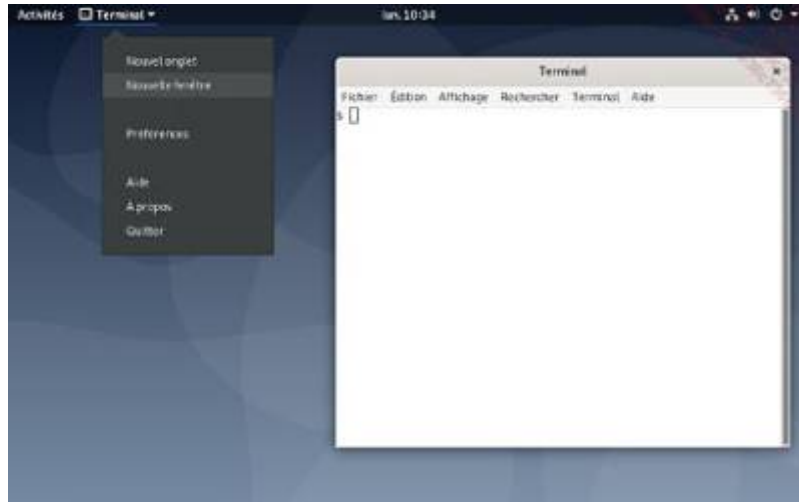 Activités Terminal lun. 10:34
Nouvel onglet
Nouvelle fenêtre
Préférences
Aide
À propos
Quitter
Terminal
Fichier Édition Affichage Rechercher Terminal Aide
$